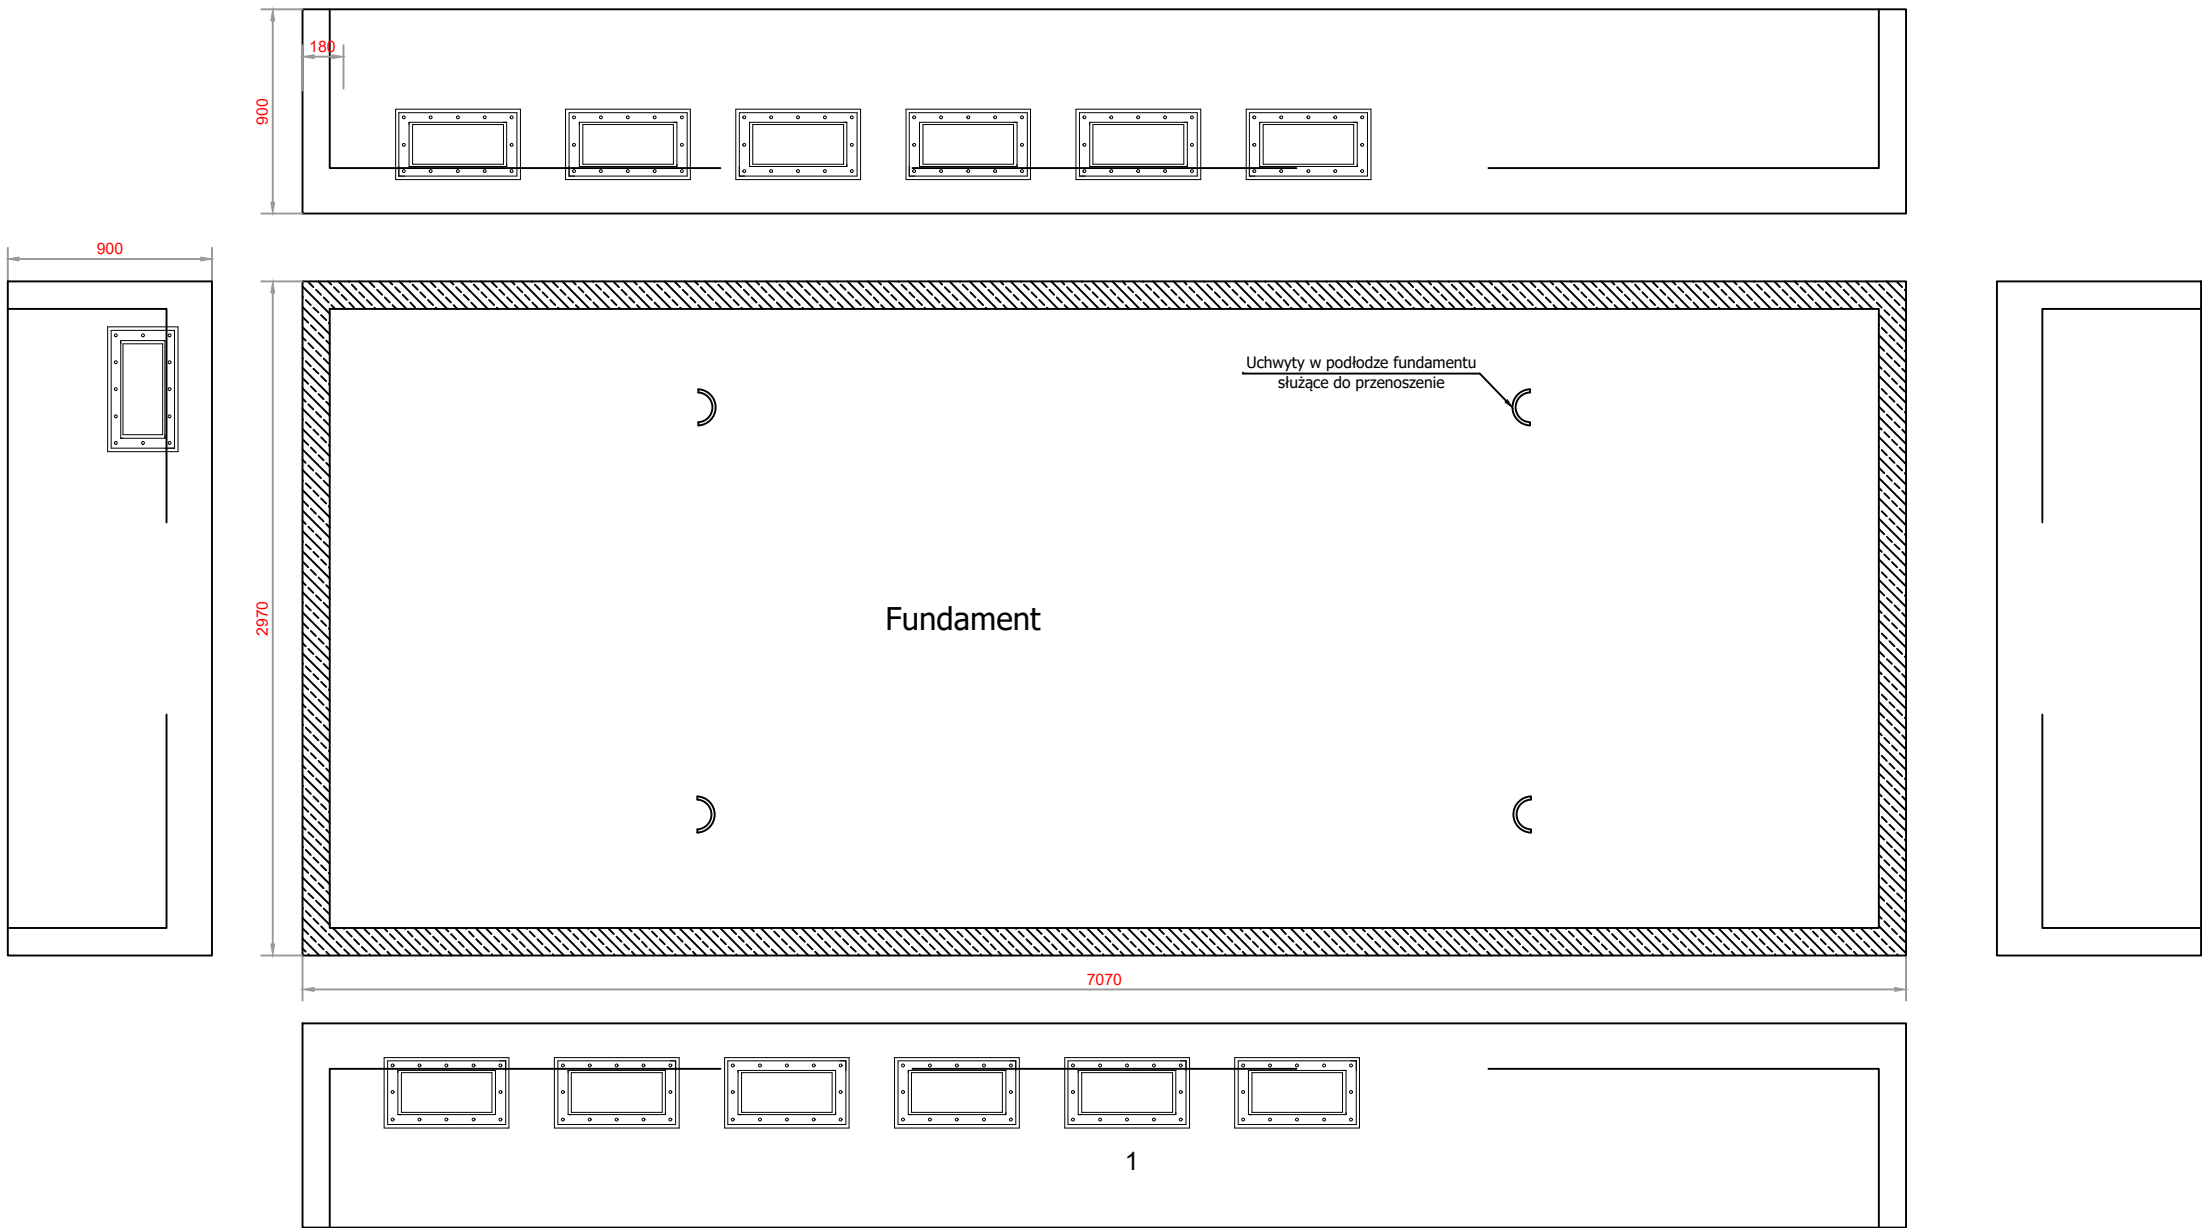 180
900
900
Uchwyty w podłodze fundamentu
służące do przenoszenie
2970
Fundament
7070
1